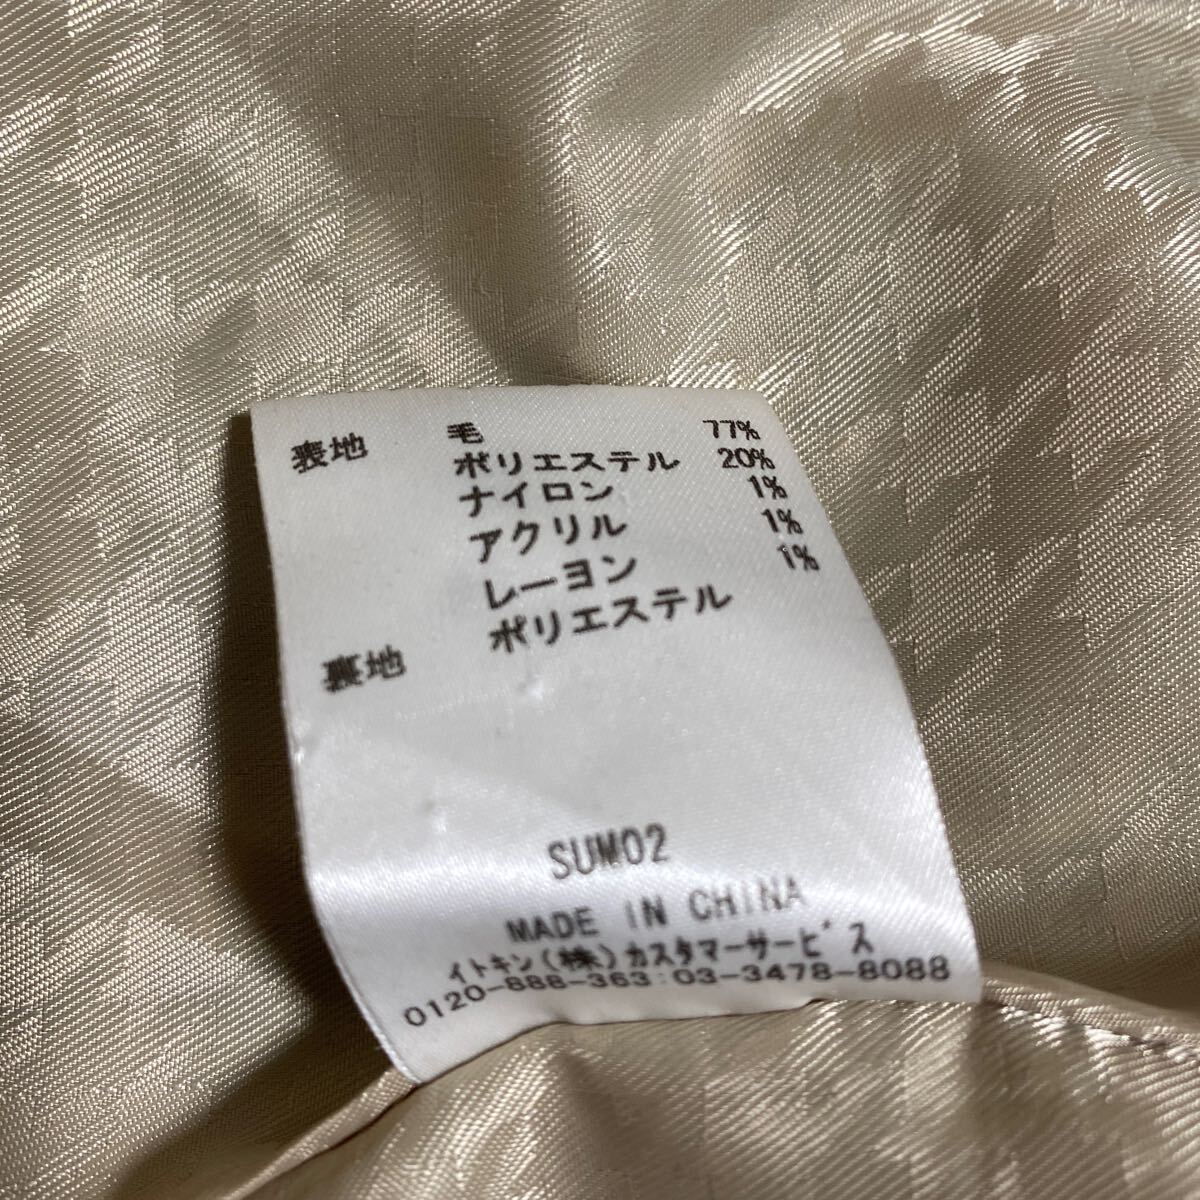 表地 毛 77%
ポリエステル 20%
ナイロン 1%
アクリル 1%
レーヨン 1%
裏地 ポリエステル
SUM02
MADE IN CHINA
イトキン(株)カスタマーサービス
0120-888-363:03-3478-8088